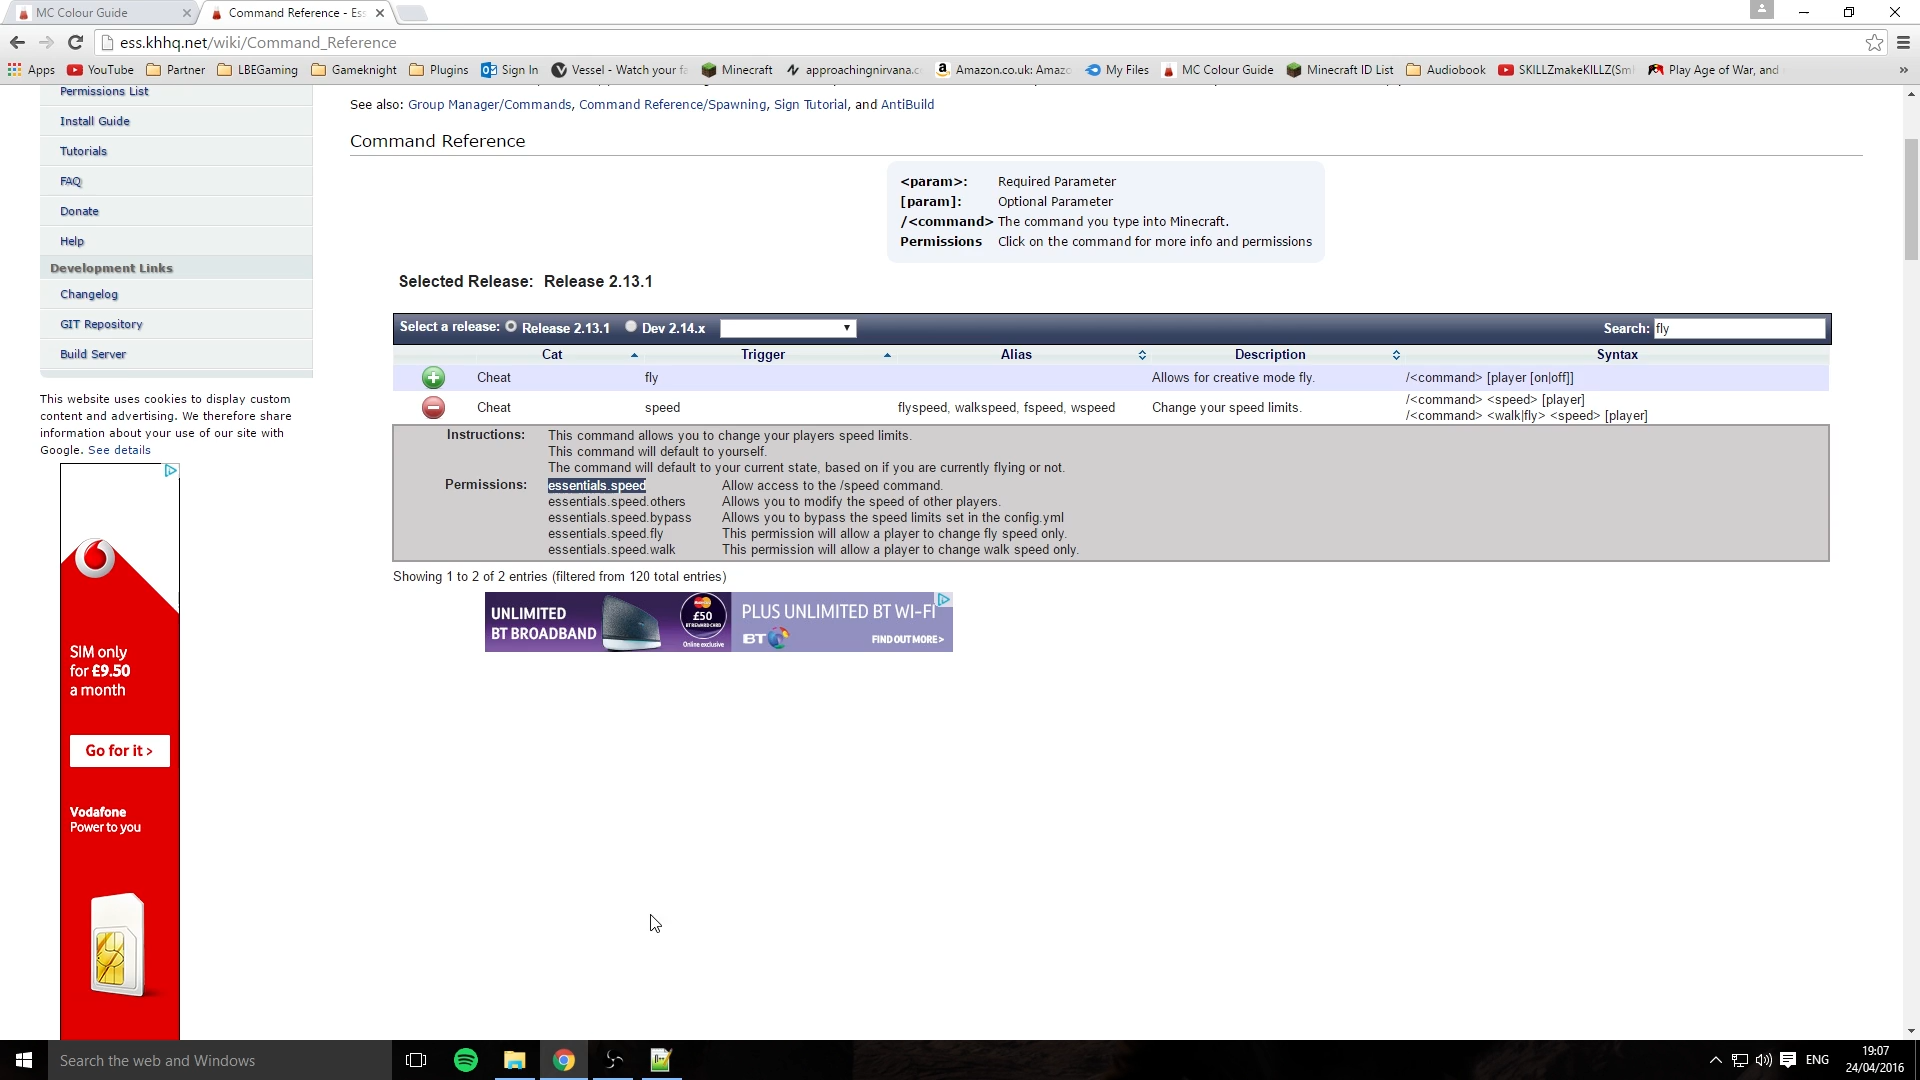 MC Colour Guide
Command Reference - Ess
ess.khhq.net/wiki/Command_Reference
Apps YouTube Partner LBEGaming Gameknight Plugins Sign In Vessel - Watch your fa Minecraft approachingnirvana.c Amazon.co.uk: Amazo My Files MC Colour Guide Minecraft ID List Audiobook SKILLZmakeKILLZ(Sm Play Age of War, and »
Permissions List
Install Guide
Tutorials
FAQ
Donate
Help
Development Links
Changelog
GIT Repository
Build Server
This website uses cookies to display custom
content and advertising. We therefore share
information about your use of our site with
Google. See details
SIM only
for £9.50
a month
Go for it >
Vodafone
Power to you
See also: Group Manager/Commands, Command Reference/Spawning, Sign Tutorial, and AntiBuild
Command Reference
<param>: Required Parameter
[param]: Optional Parameter
/<command> The command you type into Minecraft.
Permissions Click on the command for more info and permissions
Selected Release: Release 2.13.1
Select a release: Release 2.13.1 Dev 2.14.x Search: fly
Cat Trigger Alias Description Syntax
Cheat fly Allows for creative mode fly. /<command> [player [on|off]]
Cheat speed flyspeed, walkspeed, fspeed, wspeed Change your speed limits. /<command> <speed> [player]
/<command> <walk|fly> <speed> [player]
Instructions: This command allows you to change your players speed limits.
This command will default to yourself.
The command will default to your current state, based on if you are currently flying or not.
Permissions: essentials.speed Allow access to the /speed command.
essentials.speed.others Allows you to modify the speed of other players.
essentials.speed.bypass Allows you to bypass the speed limits set in the config.yml
essentials.speed.fly This permission will allow a player to change fly speed only.
essentials.speed.walk This permission will allow a player to change walk speed only.
Showing 1 to 2 of 2 entries (filtered from 120 total entries)
UNLIMITED
BT BROADBAND
£50
BT REWARD CARD
Online exclusive
PLUS UNLIMITED BT WI-FI
BT
FIND OUT MORE>
Search the web and Windows
ENG
19:07
24/04/2016